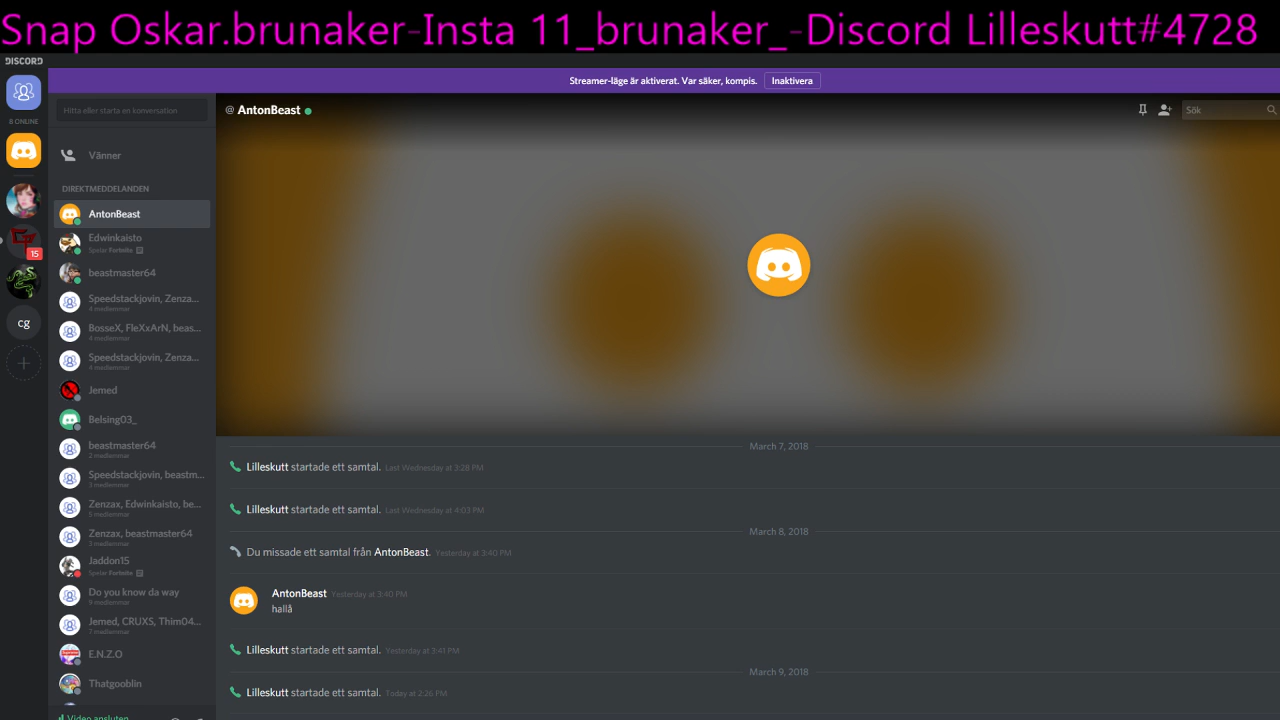 Snap Oskar.brunaker-Insta 11_brunaker_-Discord Lilleskutt#4728
DISCORD
Streamer-läge är aktiverat. Var säker, kompis. Inaktivera
Hitta eller starta en konversation
@ AntonBeast
Sök
8 ONLINE
Vänner
DIREKTMEDDELANDEN
AntonBeast
Edwinkaisto
Spelar Fortnite
15
beastmaster64
Speedstackjovin, Zenza...
4 medlemmar
cg
BosseX, FleXxArN, beas...
4 medlemmar
Speedstackjovin, Zenza...
4 medlemmar
Jemed
Belsing03_
beastmaster64
2 medlemmar
Speedstackjovin, beastm...
3 medlemmar
Zenzax, Edwinkaisto, be...
5 medlemmar
Zenzax, beastmaster64
3 medlemmar
Jaddon15
Spelar Fortnite
Do you know da way
9 medlemmar
Jemed, CRUXS, Thim04...
7 medlemmar
E.N.Z.O
Thatgooblin
Video ansluten
March 7, 2018
Lilleskutt startade ett samtal. Last Wednesday at 3:28 PM
Lilleskutt startade ett samtal. Last Wednesday at 4:03 PM
March 8, 2018
Du missade ett samtal från AntonBeast. Yesterday at 3:40 PM
AntonBeast Yesterday at 3:40 PM
hallå
Lilleskutt startade ett samtal. Yesterday at 3:41 PM
March 9, 2018
Lilleskutt startade ett samtal. Today at 2:26 PM